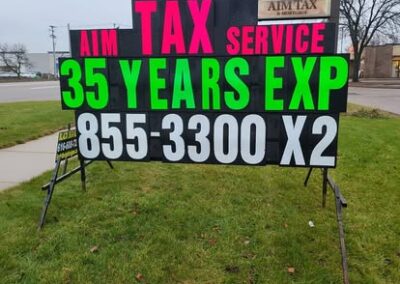 AIM TAX
AIM TAX SERVICE
35 YEARS EXP
855-3300 X2